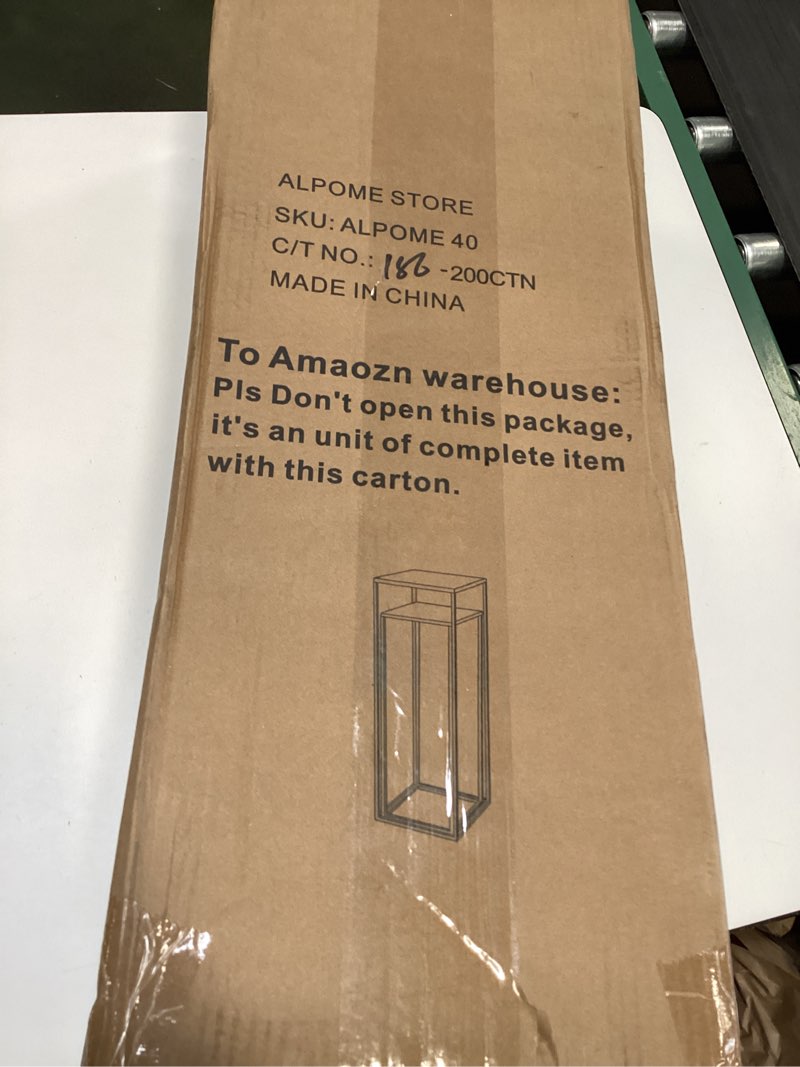 ALPOME STORE
SKU: ALPOME 40
C/T NO.: 186 -200CTN
MADE IN CHINA
To Amaozn warehouse:
Pls Don't open this package,
it's an unit of complete item
with this carton.